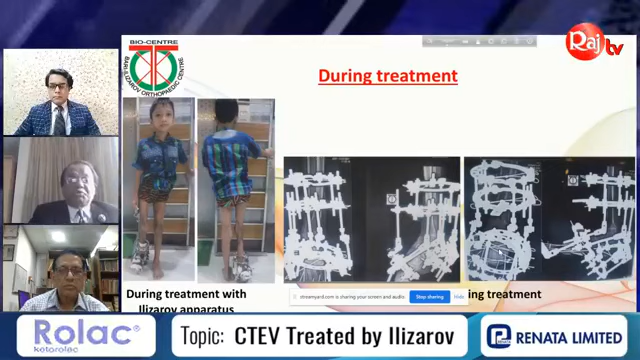 BIO-CENTRE
BARI-ILIZAROV ORTHOPAEDIC CENTRE
Raj
tv
During treatment
During treatment with
Ilizarov apparatus
streamyard.com is sharing your screen and audio
Stop sharing
Hide
ing treatment
Rolac®
ketorolac
Topic: CTEV Treated by Ilizarov
RENATA LIMITED